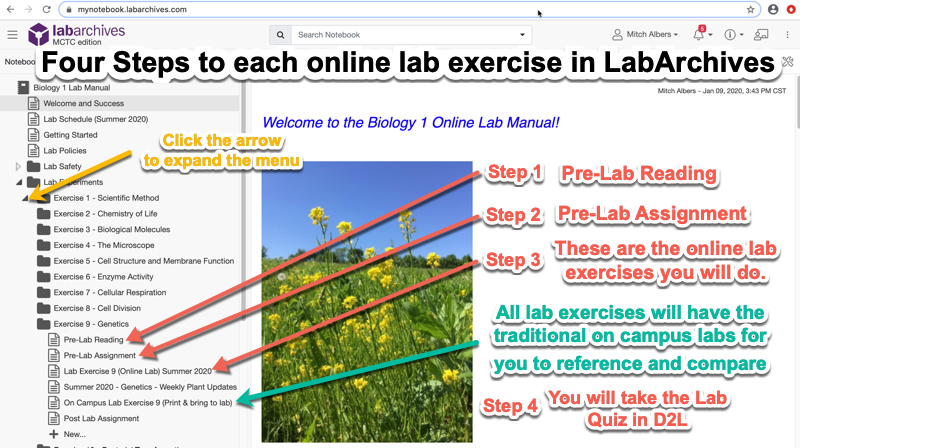 mynotebook.labarchives.com
labarchives
MCTC edition
Search Notebook
Mitch Albers
5
Four Steps to each online lab exercise in LabArchives
Notebo
Mitch Albers - Jan 09, 2020, 3:43 PM CST
Biology 1 Lab Manual
Welcome and Success
Lab Schedule (Summer 2020)
Getting Started
Lab Policies
Lab Safety
Lab Experiments
Exercise 1 - Scientific Method
Exercise 2 - Chemistry of Life
Exercise 3 - Biological Molecules
Exercise 4 - The Microscope
Exercise 5 - Cell Structure and Membrane Function
Exercise 6 - Enzyme Activity
Exercise 7 - Cellular Respiration
Exercise 8 - Cell Division
Exercise 9 - Genetics
Pre-Lab Reading
Pre-Lab Assignment
Lab Exercise 9 (Online Lab) Summer 2020
Summer 2020 - Genetics - Weekly Plant Updates
On Campus Lab Exercise 9 (Print & bring to lab)
Post Lab Assignment
New...
Click the arrow
to expand the menu
Welcome to the Biology 1 Online Lab Manual!
Step 1 Pre-Lab Reading
Step 2 Pre-Lab Assignment
Step 3 These are the online lab
exercises you will do.
All lab exercises will have the
traditional on campus labs for
you to reference and compare
Step 4 You will take the Lab
Quiz in D2L